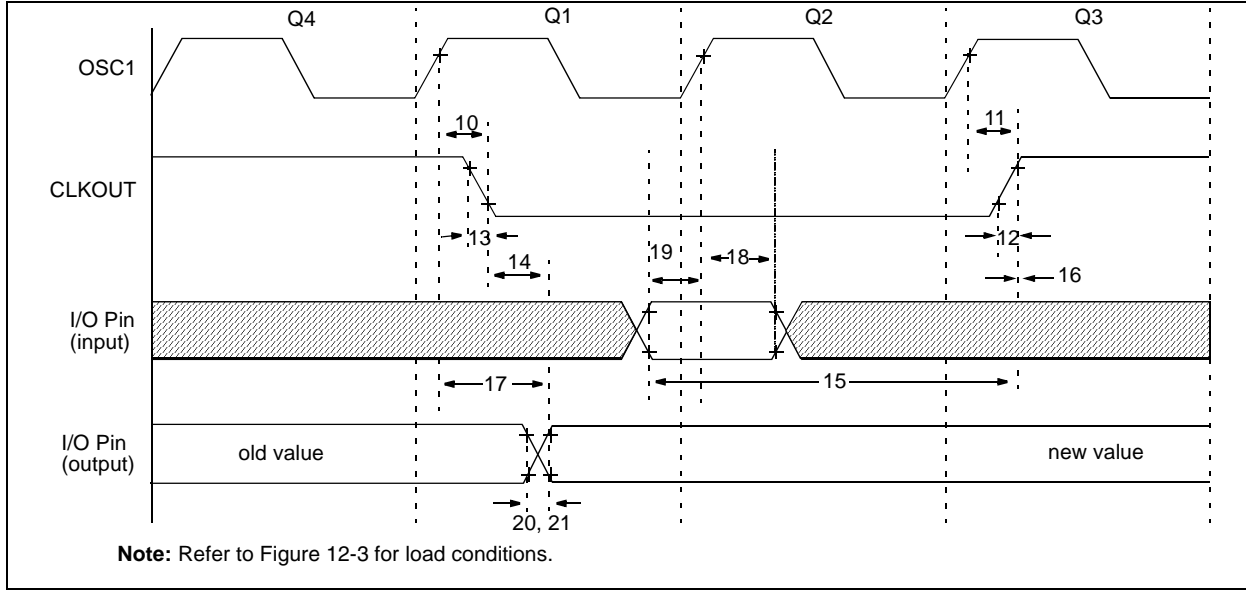 Q4 Q1 Q2 Q3
OSC1
10
11
CLKOUT
13
12
14
19
18
16
I/O Pin
(input)
17
15
I/O Pin
(output)
old value
new value
20, 21
Note: Refer to Figure 12-3 for load conditions.